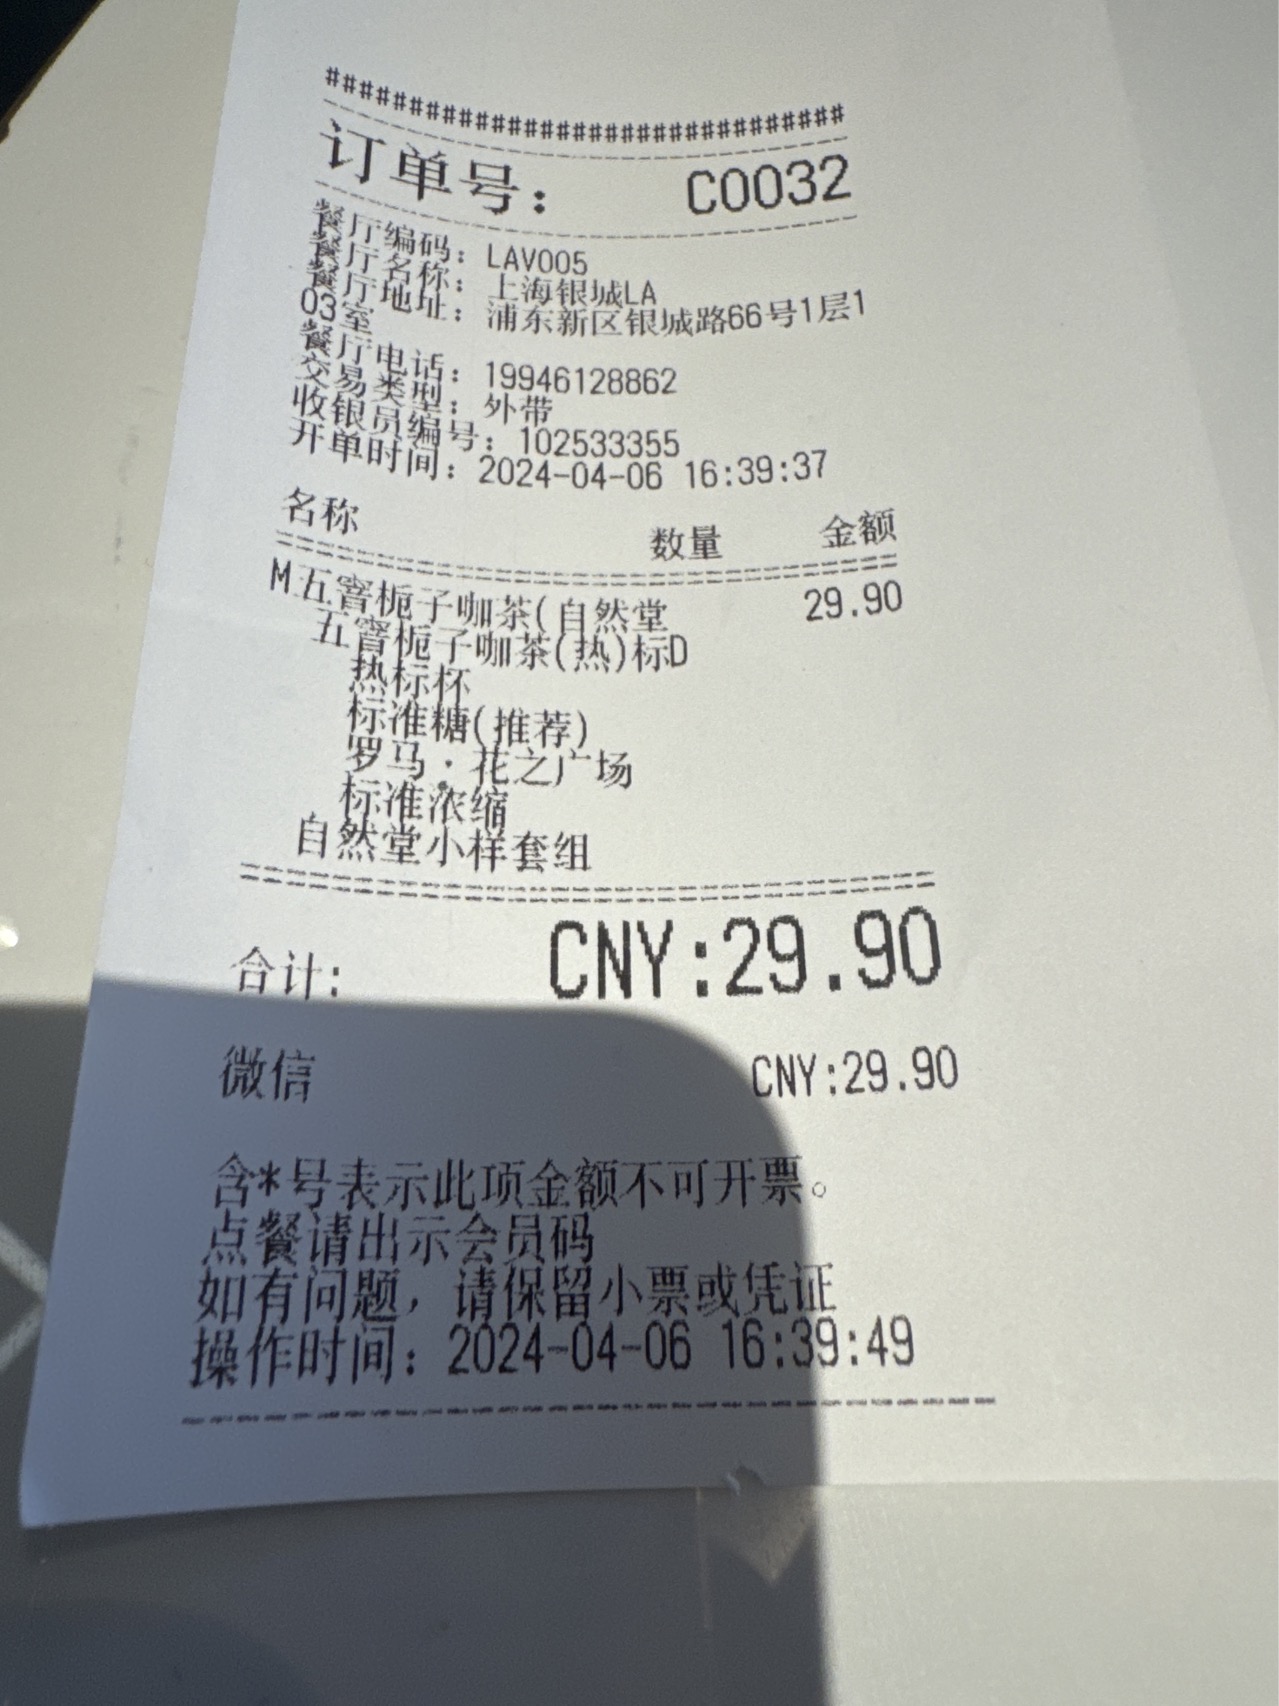 ################################
订单号： C0032
餐厅编码：LAV005
餐厅名称：上海银城LA
餐厅地址：浦东新区银城路66号1层1
03室
餐厅电话：19946128862
交易类型：外带
收银员编号：102533355
开单时间：2024-04-06 16:39:37
名称 数量 金额
M五窨栀子咖茶(自然堂 29.90
五窨栀子咖茶(热)标D
热标杯
标准糖(推荐)
罗马·花之广场
标准浓缩
自然堂小样套组
合计: CNY:29.90
微信 CNY:29.90
含*号表示此项金额不可开票。
点餐请出示会员码
如有问题，请保留小票或凭证
操作时间：2024-04-06 16:39:49